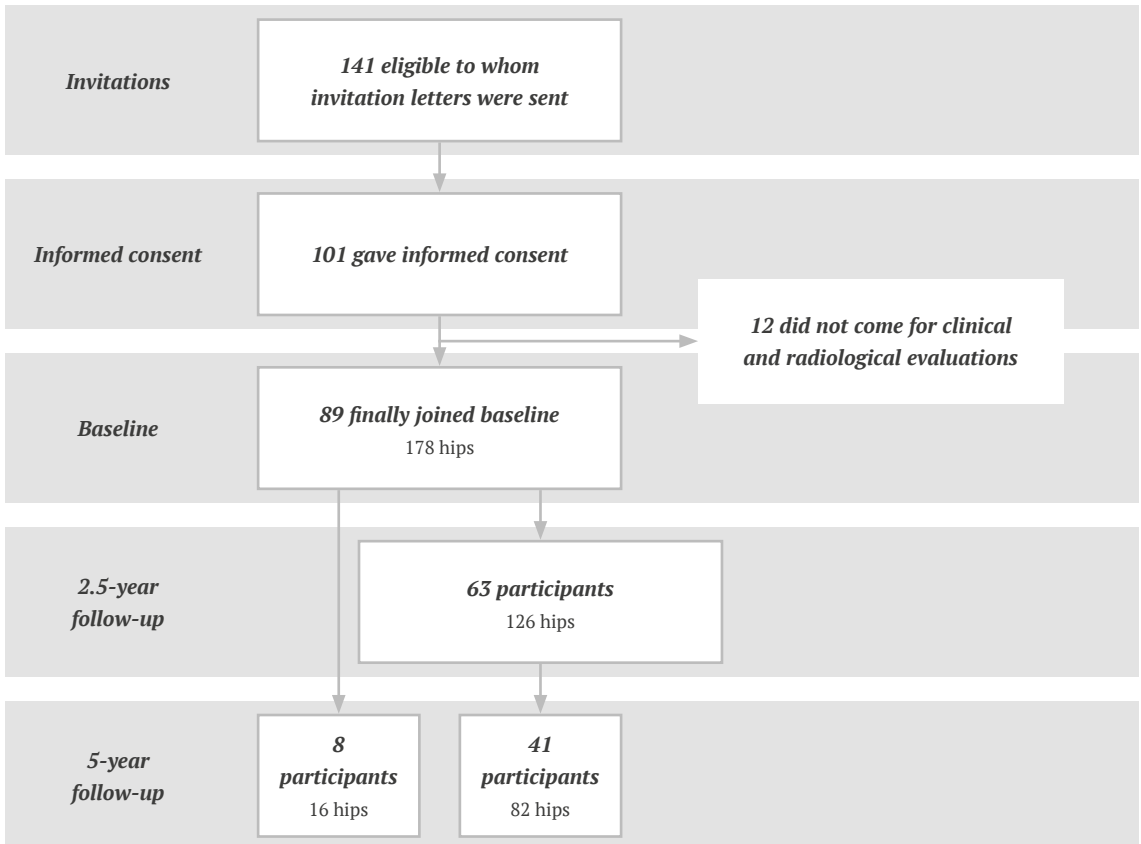 Invitations
141 eligible to whom
invitation letters were sent
Informed consent
101 gave informed consent
12 did not come for clinical
and radiological evaluations
Baseline
89 finally joined baseline
178 hips
2.5-year
follow-up
63 participants
126 hips
5-year
follow-up
8
participants
16 hips
41
participants
82 hips